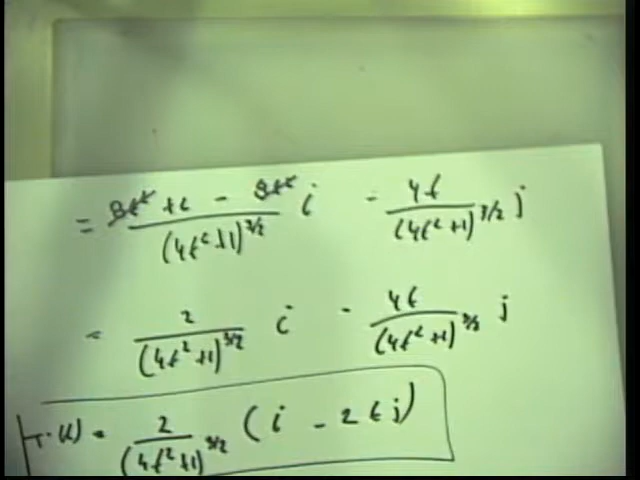 = 8t² + 2 - 8t² / (4t²+1)^3/2 i - 4t / (4t²+1)^3/2 j
= 2 / (4t²+1)^3/2 i - 4t / (4t²+1)^3/2 j
T'(t) = 2 / (4t²+1)^3/2 (i - 2tj)